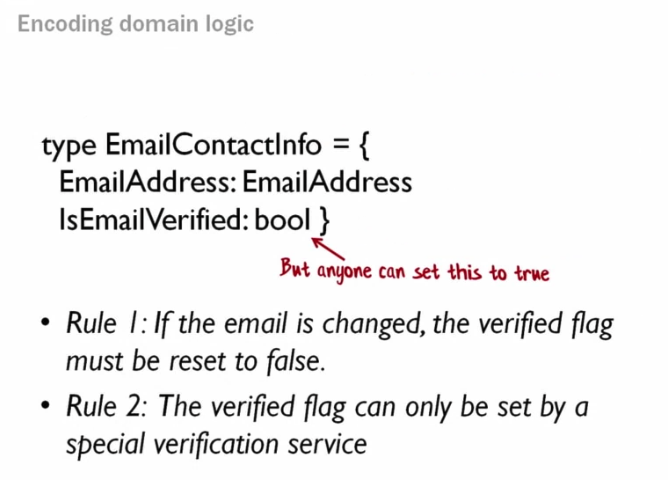 Encoding domain logic
type EmailContactInfo = {
EmailAddress: EmailAddress
IsEmailVerified: bool }
But anyone can set this to true
• Rule 1: If the email is changed, the verified flag
must be reset to false.
• Rule 2: The verified flag can only be set by a
special verification service